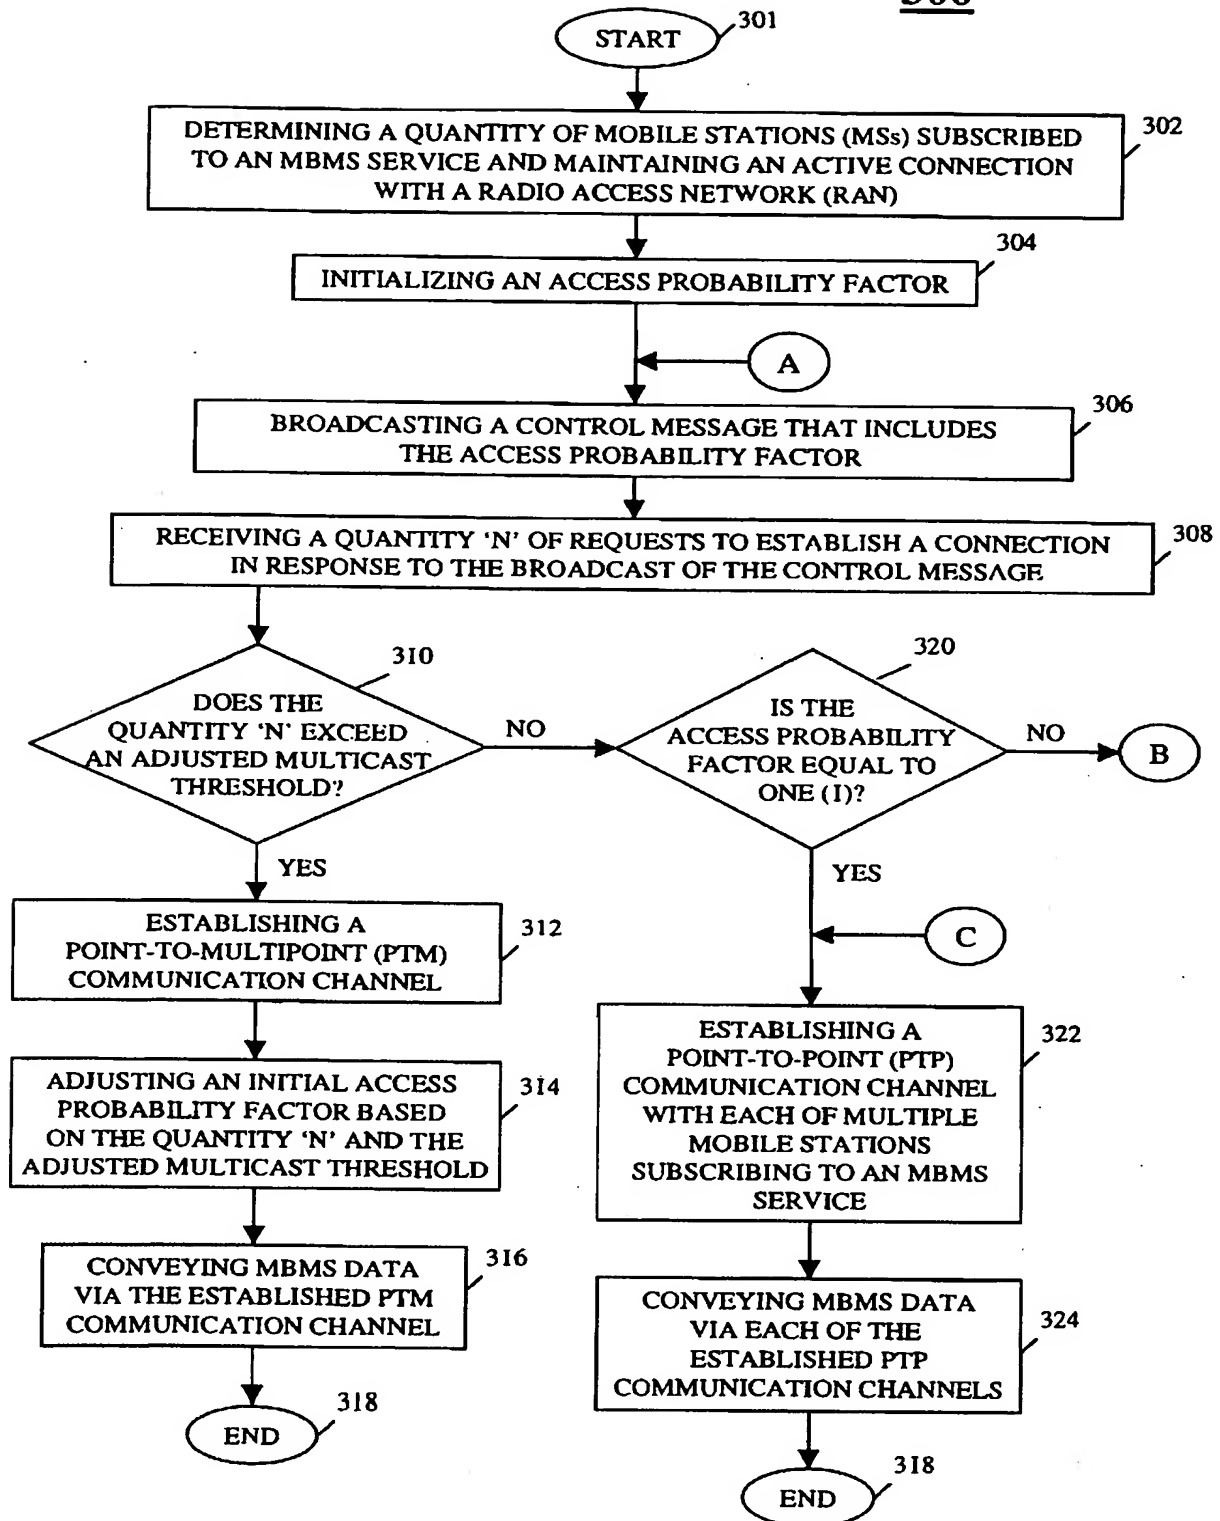 START
301
DETERMINING A QUANTITY OF MOBILE STATIONS (MSs) SUBSCRIBED
TO AN MBMS SERVICE AND MAINTAINING AN ACTIVE CONNECTION
WITH A RADIO ACCESS NETWORK (RAN)
302
304
INITIALIZING AN ACCESS PROBABILITY FACTOR
A
306
BROADCASTING A CONTROL MESSAGE THAT INCLUDES
THE ACCESS PROBABILITY FACTOR
308
RECEIVING A QUANTITY ‘N’ OF REQUESTS TO ESTABLISH A CONNECTION
IN RESPONSE TO THE BROADCAST OF THE CONTROL MESSAGE
310
DOES THE
QUANTITY ‘N’ EXCEED
AN ADJUSTED MULTICAST
THRESHOLD?
NO
YES
320
IS THE
ACCESS PROBABILITY
FACTOR EQUAL TO
ONE (1)?
NO
B
YES
C
ESTABLISHING A
POINT-TO-MULTIPOINT (PTM)
COMMUNICATION CHANNEL
312
ADJUSTING AN INITIAL ACCESS
PROBABILITY FACTOR BASED
ON THE QUANTITY ‘N’ AND THE
ADJUSTED MULTICAST THRESHOLD
314
CONVEYING MBMS DATA
VIA THE ESTABLISHED PTM
COMMUNICATION CHANNEL
316
END
318
ESTABLISHING A
POINT-TO-POINT (PTP)
COMMUNICATION CHANNEL
WITH EACH OF MULTIPLE
MOBILE STATIONS
SUBSCRIBING TO AN MBMS
SERVICE
322
CONVEYING MBMS DATA
VIA EACH OF THE
ESTABLISHED PTP
COMMUNICATION CHANNELS
324
END
318